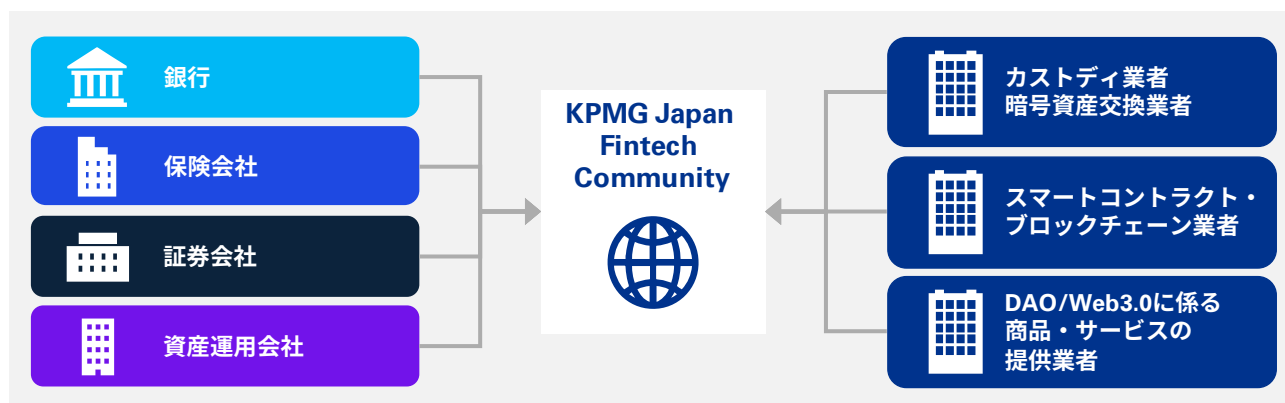 銀行
保険会社
証券会社
資産運用会社
KPMG Japan
Fintech
Community
カストディ業者
暗号資産交換業者
スマートコントラクト・
ブロックチェーン業者
DAO/Web3.0に係る
商品・サービスの
提供業者